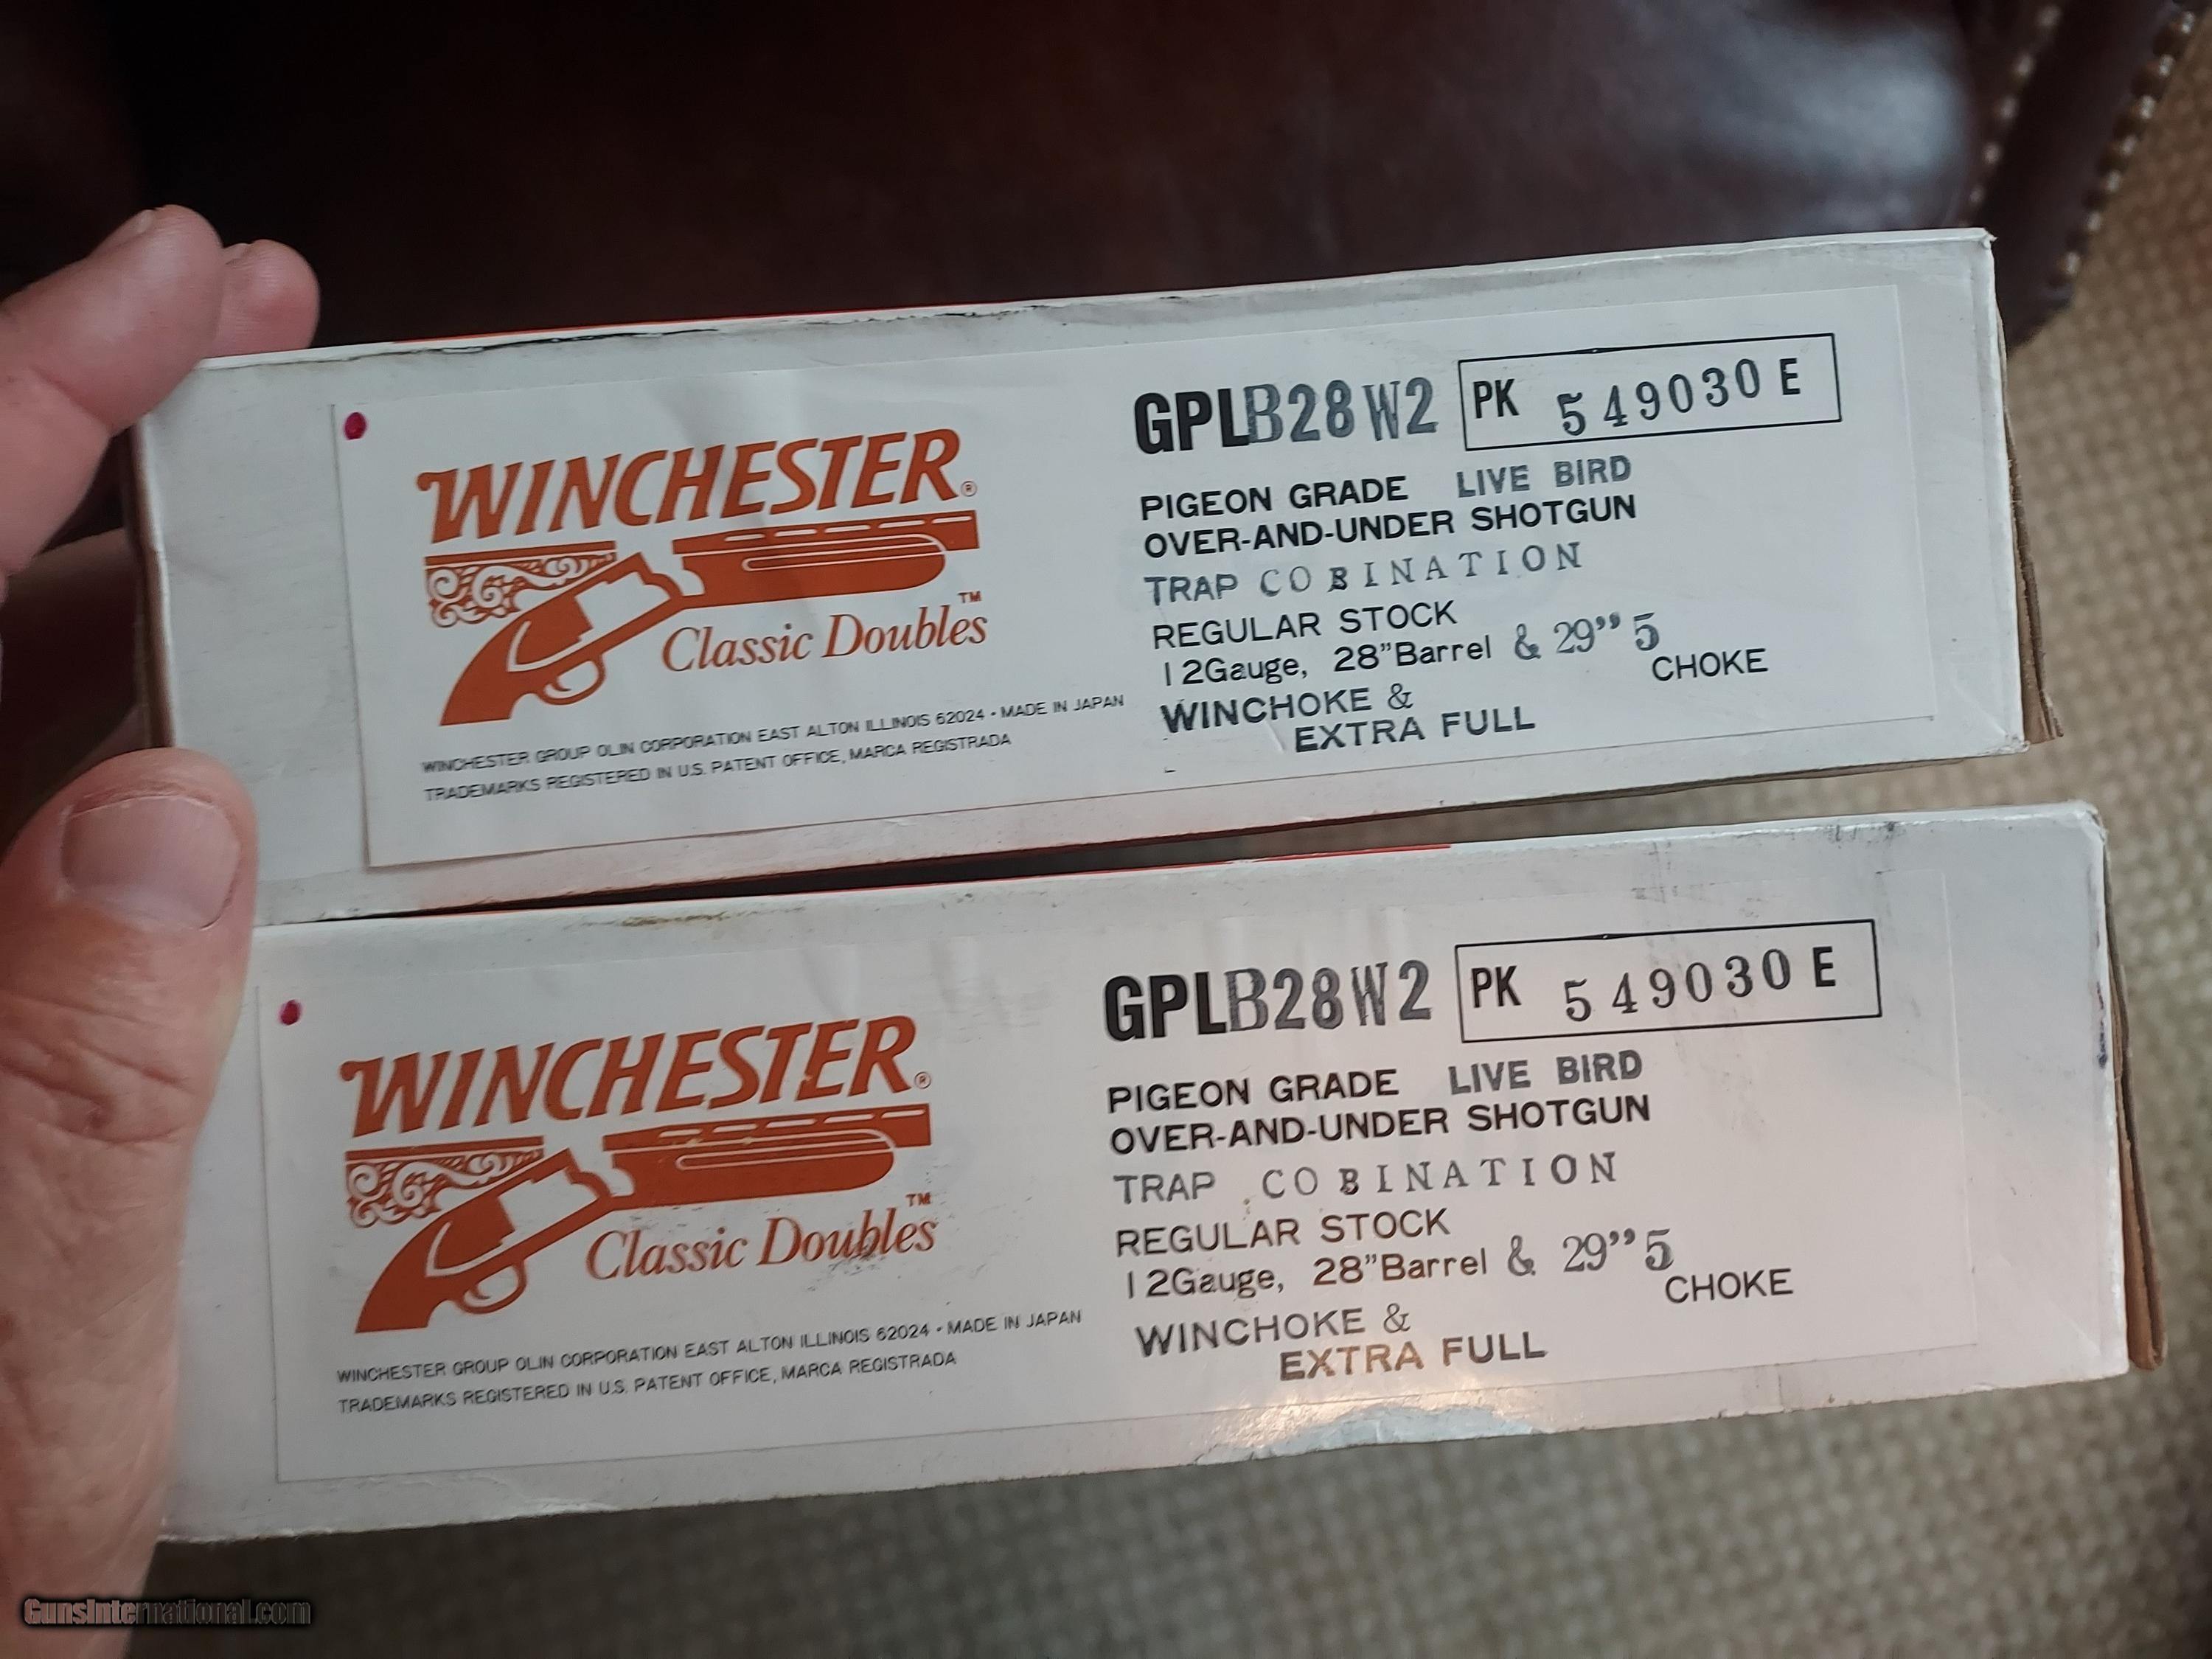 WINCHESTER®
Classic Doubles™
WINCHESTER GROUP OLIN CORPORATION EAST ALTON ILLINOIS 62024 • MADE IN JAPAN
TRADEMARKS REGISTERED IN U.S. PATENT OFFICE, MARCA REGISTRADA
GPLB28W2 PK 549030E
PIGEON GRADE LIVE BIRD
OVER-AND-UNDER SHOTGUN
TRAP COBINATION
REGULAR STOCK
12Gauge, 28"Barrel & 29" 5
CHOKE
WINCHOKE &
EXTRA FULL
WINCHESTER®
Classic Doubles™
WINCHESTER GROUP OLIN CORPORATION EAST ALTON ILLINOIS 62024 • MADE IN JAPAN
TRADEMARKS REGISTERED IN U.S. PATENT OFFICE, MARCA REGISTRADA
GPLB28W2 PK 549030E
PIGEON GRADE LIVE BIRD
OVER-AND-UNDER SHOTGUN
TRAP COBINATION
REGULAR STOCK
12Gauge, 28"Barrel & 29" 5
CHOKE
WINCHOKE &
EXTRA FULL
GunsInternational.com